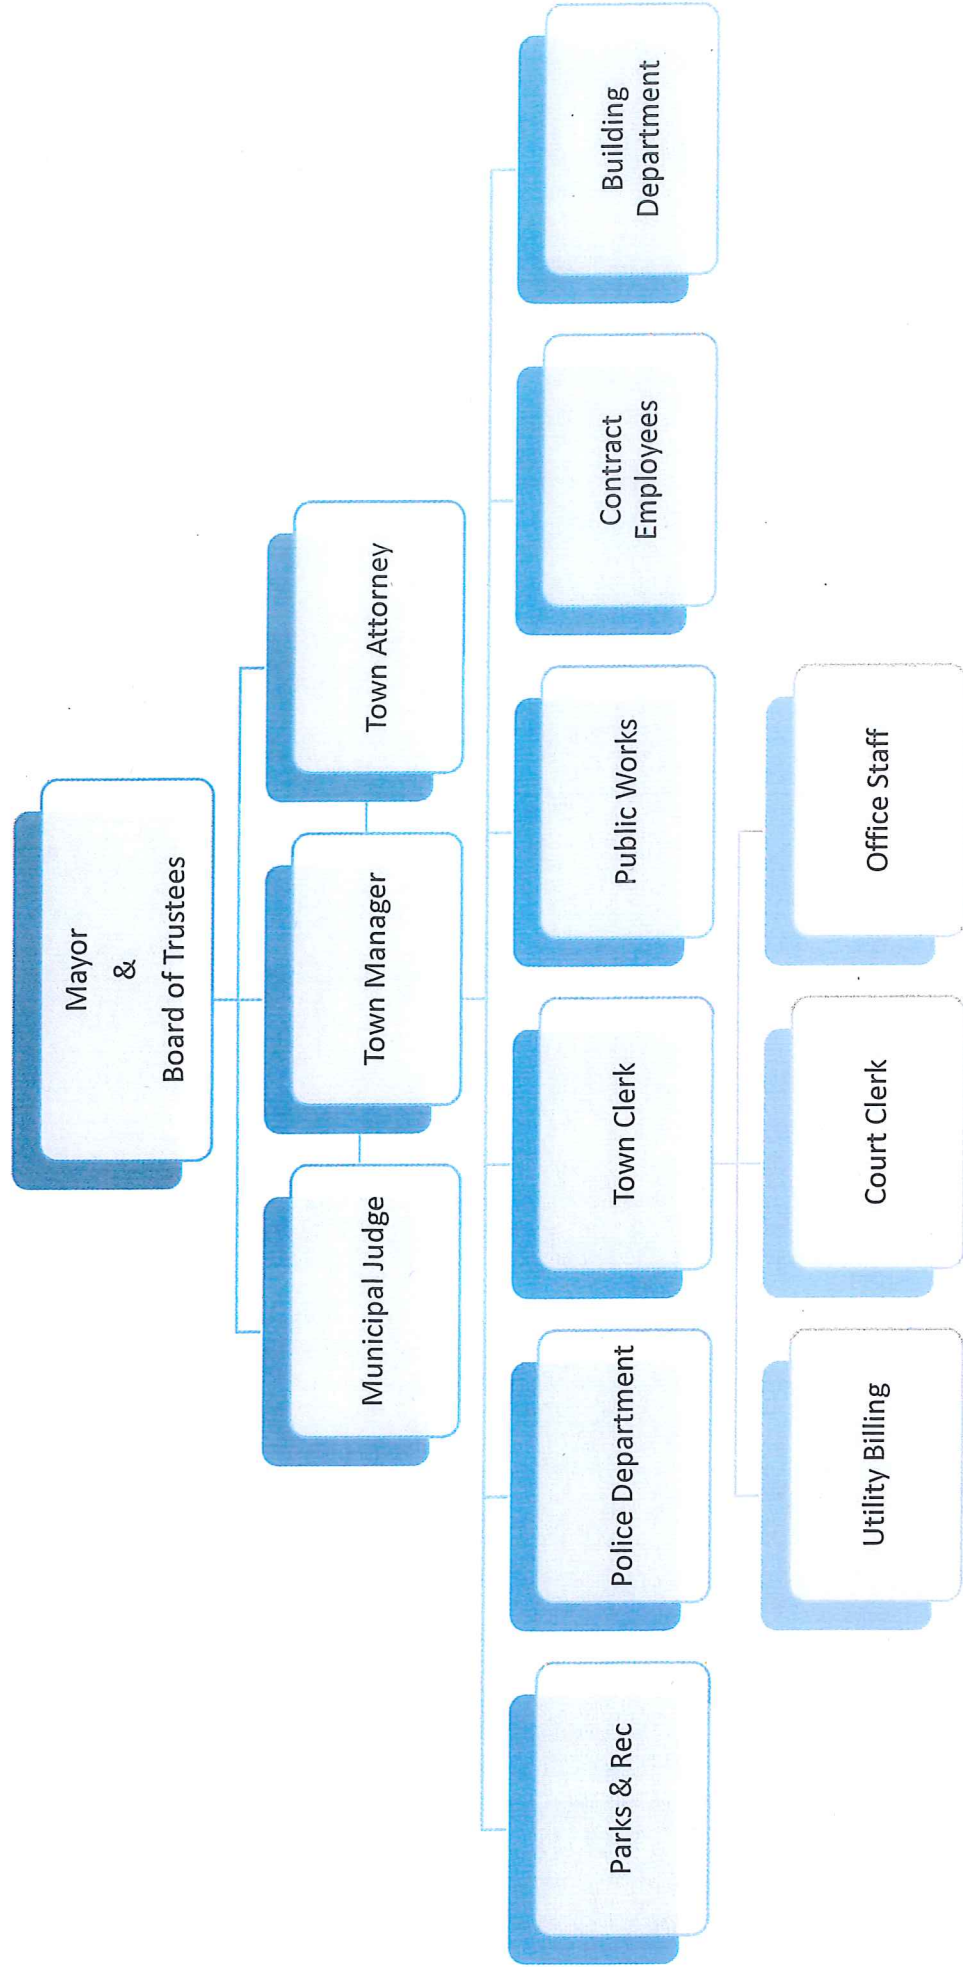 Mayor
&
Board of Trustees
Municipal Judge
Town Manager
Town Attorney
Parks & Rec
Police Department
Town Clerk
Public Works
Contract
Employees
Building
Department
Utility Billing
Court Clerk
Office Staff